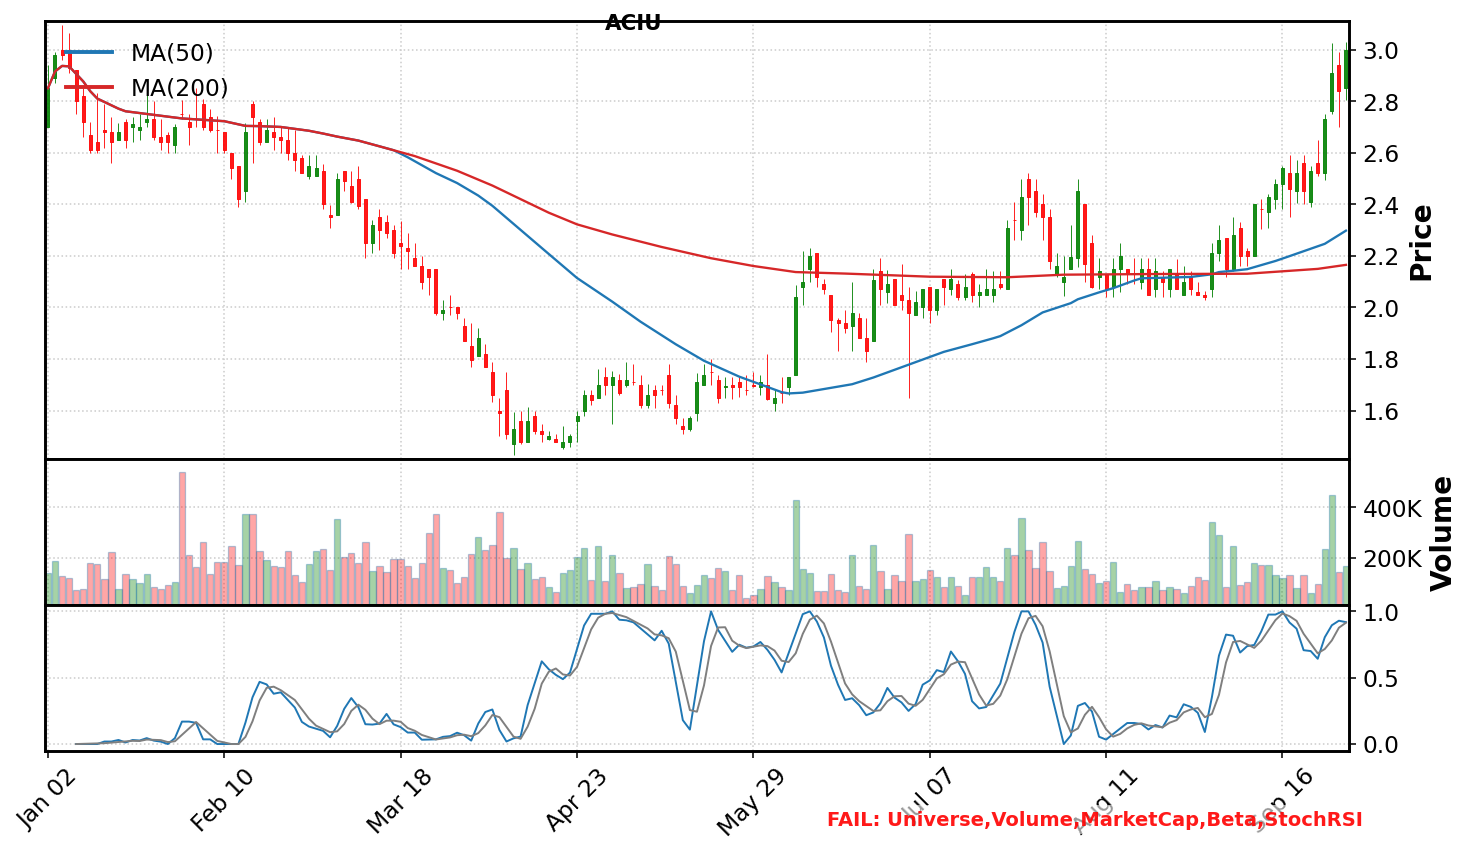 ACIU
MA(50)
MA(200)
3.0
2.8
2.6
2.4
2.2
2.0
1.8
1.6
Price
400K
200K
Volume
1.0
0.5
0.0
Jan 02
Feb 10
Mar 18
Apr 23
May 29
Jul 07
Aug 11
Sep 16
FAIL: Universe,Volume,MarketCap,Beta,StochRSI